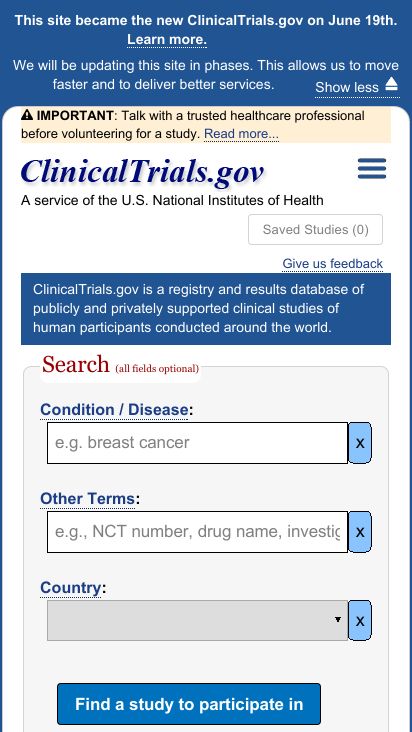 This site became the new ClinicalTrials.gov on June 19th.
Learn more.
We will be updating this site in phases. This allows us to move
faster and to deliver better services.
Show less
IMPORTANT: Talk with a trusted healthcare professional
before volunteering for a study. Read more...
ClinicalTrials.gov
A service of the U.S. National Institutes of Health
Saved Studies (0)
Give us feedback
ClinicalTrials.gov is a registry and results database of
publicly and privately supported clinical studies of
human participants conducted around the world.
Search (all fields optional)
Condition / Disease:
e.g. breast cancer
x
Other Terms:
e.g., NCT number, drug name, investig
x
Country:
x
Find a study to participate in